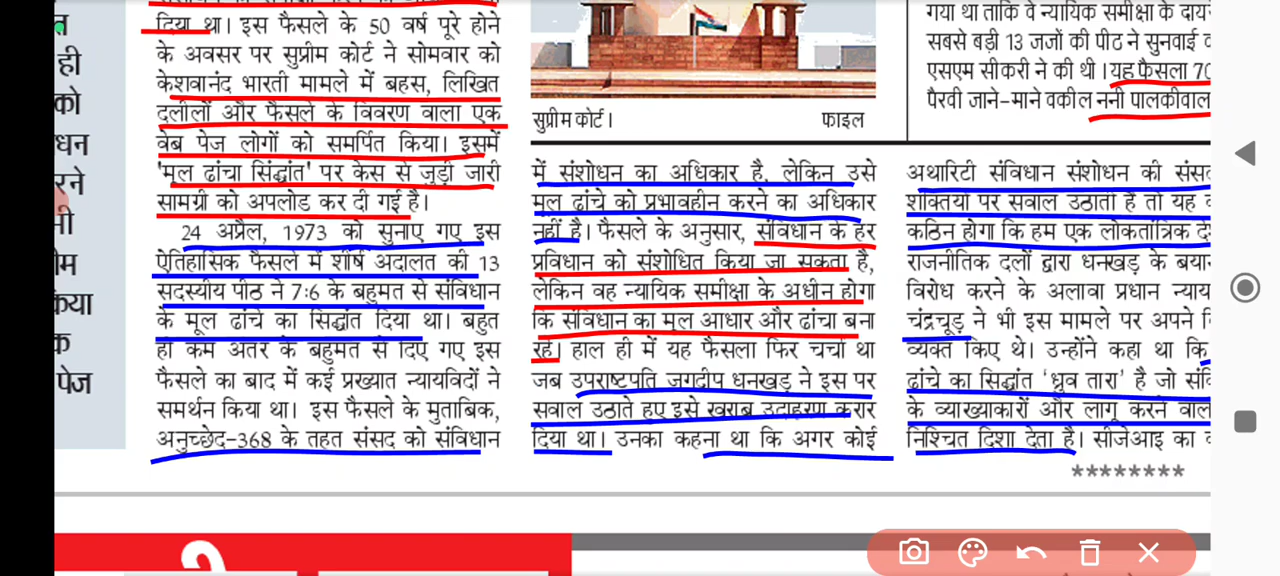 ही
को
धन
रने
भी
दिया था। इस फैसले के 50 वर्ष पूरे होने
के अवसर पर सुप्रीम कोर्ट ने सोमवार को
केशवानंद भारती मामले में बहस, लिखित
दलीलों और फैसले के विवरण वाला एक
वेब पेज लोगों को समर्पित किया। इसमें
'मूल ढांचा सिद्धांत' पर केस से जुड़ी जारी
सामग्री को अपलोड कर दी गई है।
24 अप्रैल, 1973 को सुनाए गए इस
ऐतिहासिक फैसले में शीर्ष अदालत की 13
सदस्यीय पीठ ने 7:6 के बहुमत से संविधान
के मूल ढांचे का सिद्धांत दिया था। बहुत
ही कम अंतर के बहुमत से दिए गए इस
फैसले का बाद में कई प्रख्यात न्यायविदों ने
समर्थन किया था। इस फैसले के मुताबिक,
अनुच्छेद-368 के तहत संसद को संविधान
सुप्रीम कोर्ट। फाइल
में संशोधन का अधिकार है, लेकिन उसे
मूल ढांचे को प्रभावहीन करने का अधिकार
नहीं है। फैसले के अनुसार, संविधान के हर
प्रविधान को संशोधित किया जा सकता है,
लेकिन वह न्यायिक समीक्षा के अधीन होगा
कि संविधान का मूल आधार और ढांचा बना
रहे। हाल ही में यह फैसला फिर चर्चा था
जब उपराष्टपति जगदीप धनखड़ ने इस पर
सवाल उठाते हुए इसे खराब उदाहरण करार
दिया था। उनका कहना था कि अगर कोई
गया था ताकि वे न्यायिक समीक्षा के दाय
सबसे बड़ी 13 जजों की पीठ ने सुनवाई
एसएम सीकरी ने की थी। यह फैसला 70
पैरवी जाने-माने वकील ननी पालकीवाल
अथारिटी संविधान संशोधन की संस
शक्तियों पर सवाल उठाता है तो यह
कठिन होगा कि हम एक लोकतांत्रिक दे
राजनीतिक दलों द्वारा धनखड़ के बया
विरोध करने के अलावा प्रधान न्याय
चंद्रचूड़ ने भी इस मामले पर अपने
व्यक्त किए थे। उन्होंने कहा था कि
ढांचे का सिद्धांत 'ध्रुव तारा' है जो संवि
के व्याख्याकारों और लागू करने वाल
निश्चित दिशा देता है। सीजेआइ का
********
किया
क
पेज